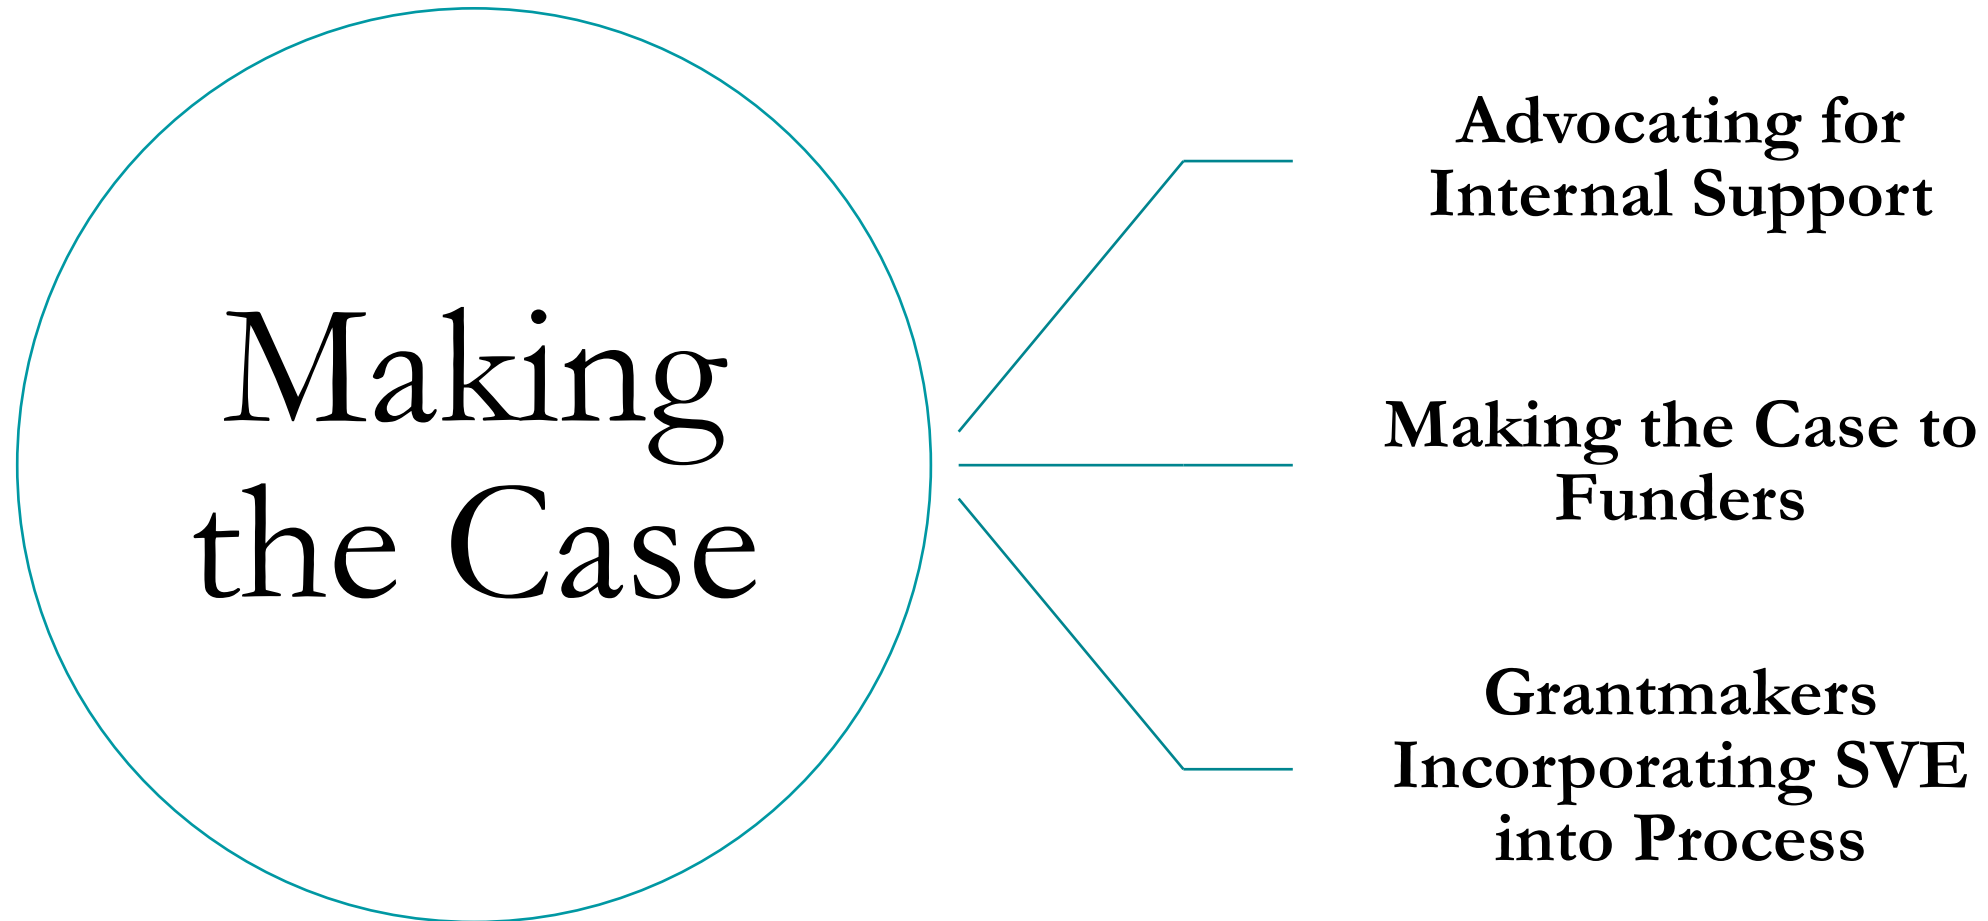 Making
the Case
Advocating for
Internal Support
Making the Case to
Funders
Grantmakers
Incorporating SVE
into Process